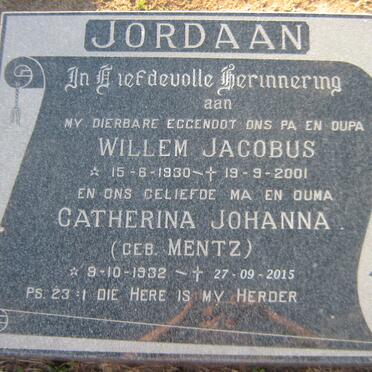 JORDAAN
In Liefdevolle Herinnering
aan
MY DIERBARE EGGENOOT ONS PA EN OUPA
WILLEM JACOBUS
☆ 15-6-1930 ~ † 19-9-2001
EN ONS GELIEFDE MA EN OUMA
CATHERINA JOHANNA
(GEB. MENTZ)
☆ 9-10-1932 ~ † 27-09-2015
PS. 23:1 DIE HERE IS MY HERDER